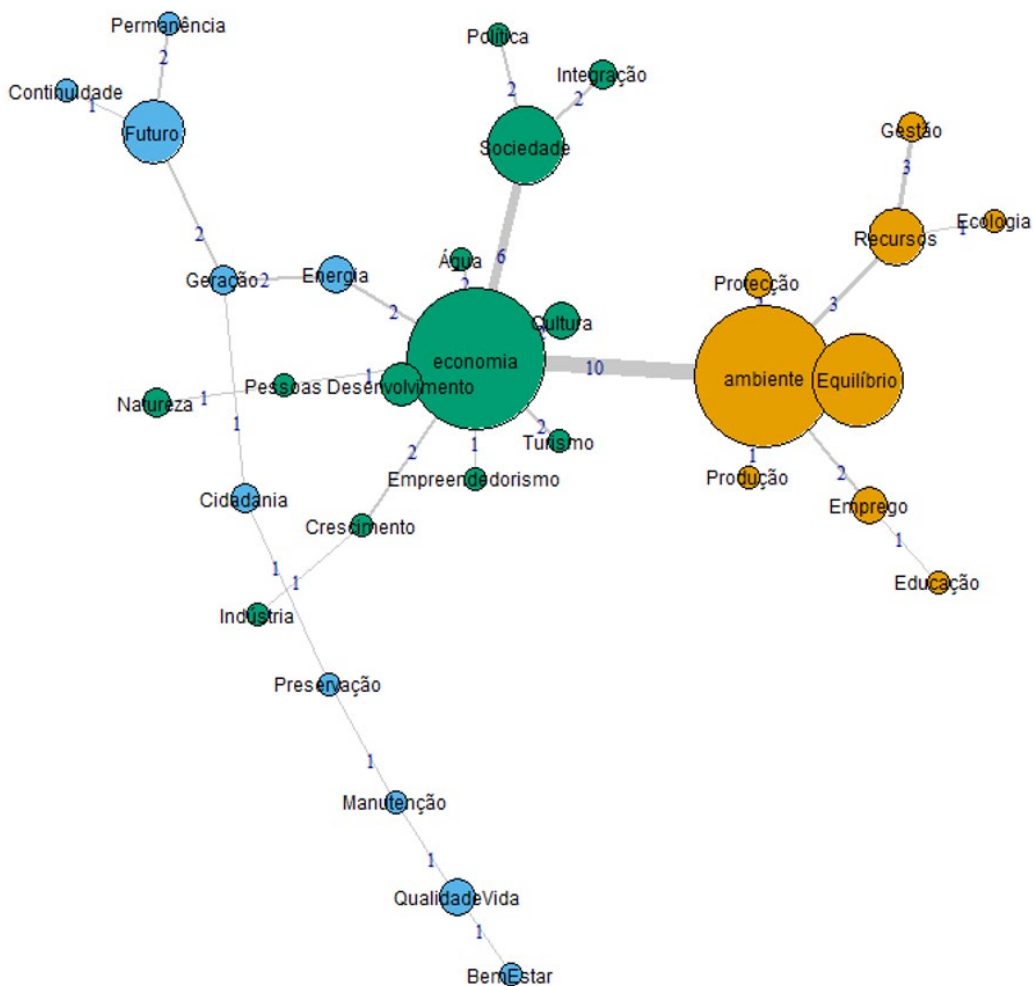 Permanência
2
Continuidade
1
Futuro
Política
2
Integração
2
Sociedade
Gestão
3
Ecologia
1
Recursos
2
6
Água
2
Geração
2
Energia
2
Protecção
3
Cultura
economia
10
ambiente
Equilíbrio
1
Pessoas
Desenvolvimento
Natureza
1
1
2
2
Turismo
1
Empreendedorismo
1
Produção
2
Emprego
Cidadania
Crescimento
1
1
1
Educação
Indústria
Preservação
1
Manutenção
1
QualidadeVida
1
BemEstar